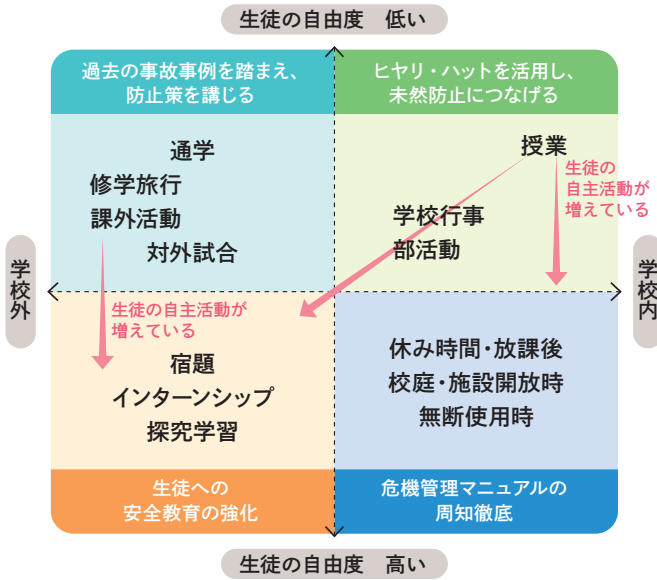 生徒の自由度 低い
過去の事故事例を踏まえ、
防止策を講じる
ヒヤリ・ハットを活用し、
未然防止につなげる
通学
修学旅行
課外活動
対外試合
授業
生徒の
自主活動が
増えている
学校行事
部活動
学校外
学校内
生徒の自主活動が
増えている
宿題
インターンシップ
探究学習
休み時間・放課後
校庭・施設開放時
無断使用時
生徒への
安全教育の強化
危機管理マニュアルの
周知徹底
生徒の自由度 高い